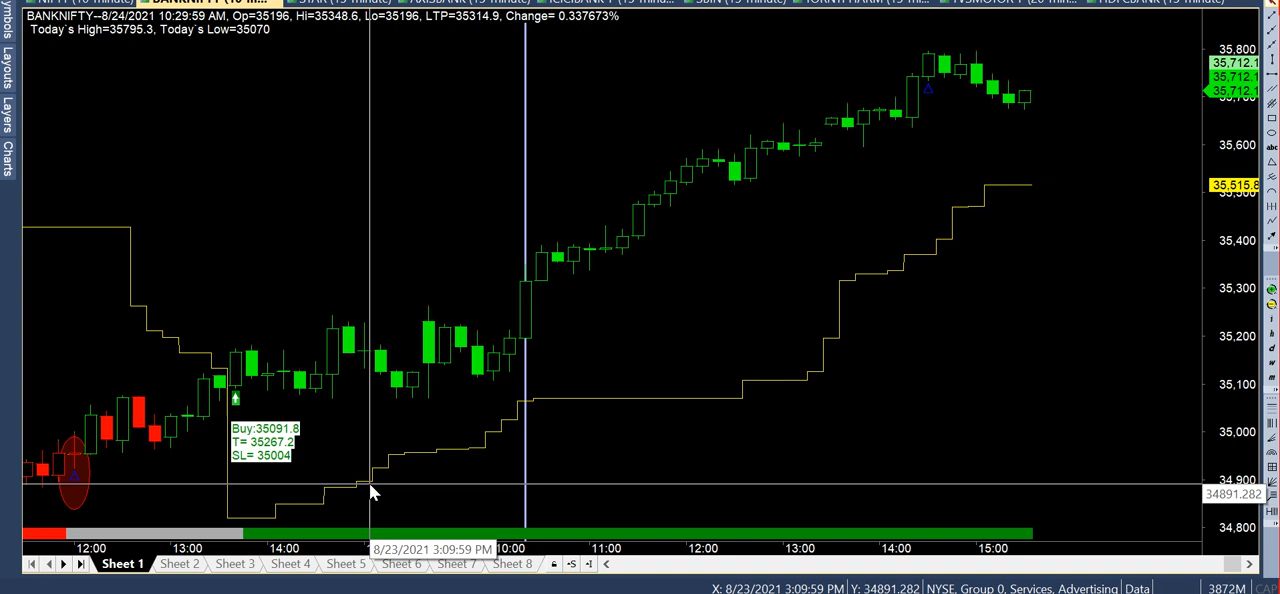 BANKNIFTY--8/24/2021 10:29:59 AM, Op=35196, Hi=35348.6, Lo=35196, LTP=35314.9, Change= 0.337673%
Today`s High=35795.3, Today`s Low=35070
Symbols
Layouts
Layers
Charts
35,800
35,712.1
35,712.1
35,712.1
35,600
35,515.8
35,400
35,300
35,200
35,100
35,000
34,900
34891.282
34,800
Buy:35091.8
T= 35267.2
SL= 35004
12:00 13:00 14:00 8/23/2021 3:09:59 PM 10:00 11:00 12:00 13:00 14:00 15:00
Sheet 1 Sheet 2 Sheet 3 Sheet 4 Sheet 5 Sheet 6 Sheet 7 Sheet 8
X: 8/23/2021 3:09:59 PM Y: 34891.282 NYSE, Group 0, Services, Advertising Data 3872M CAP
abc